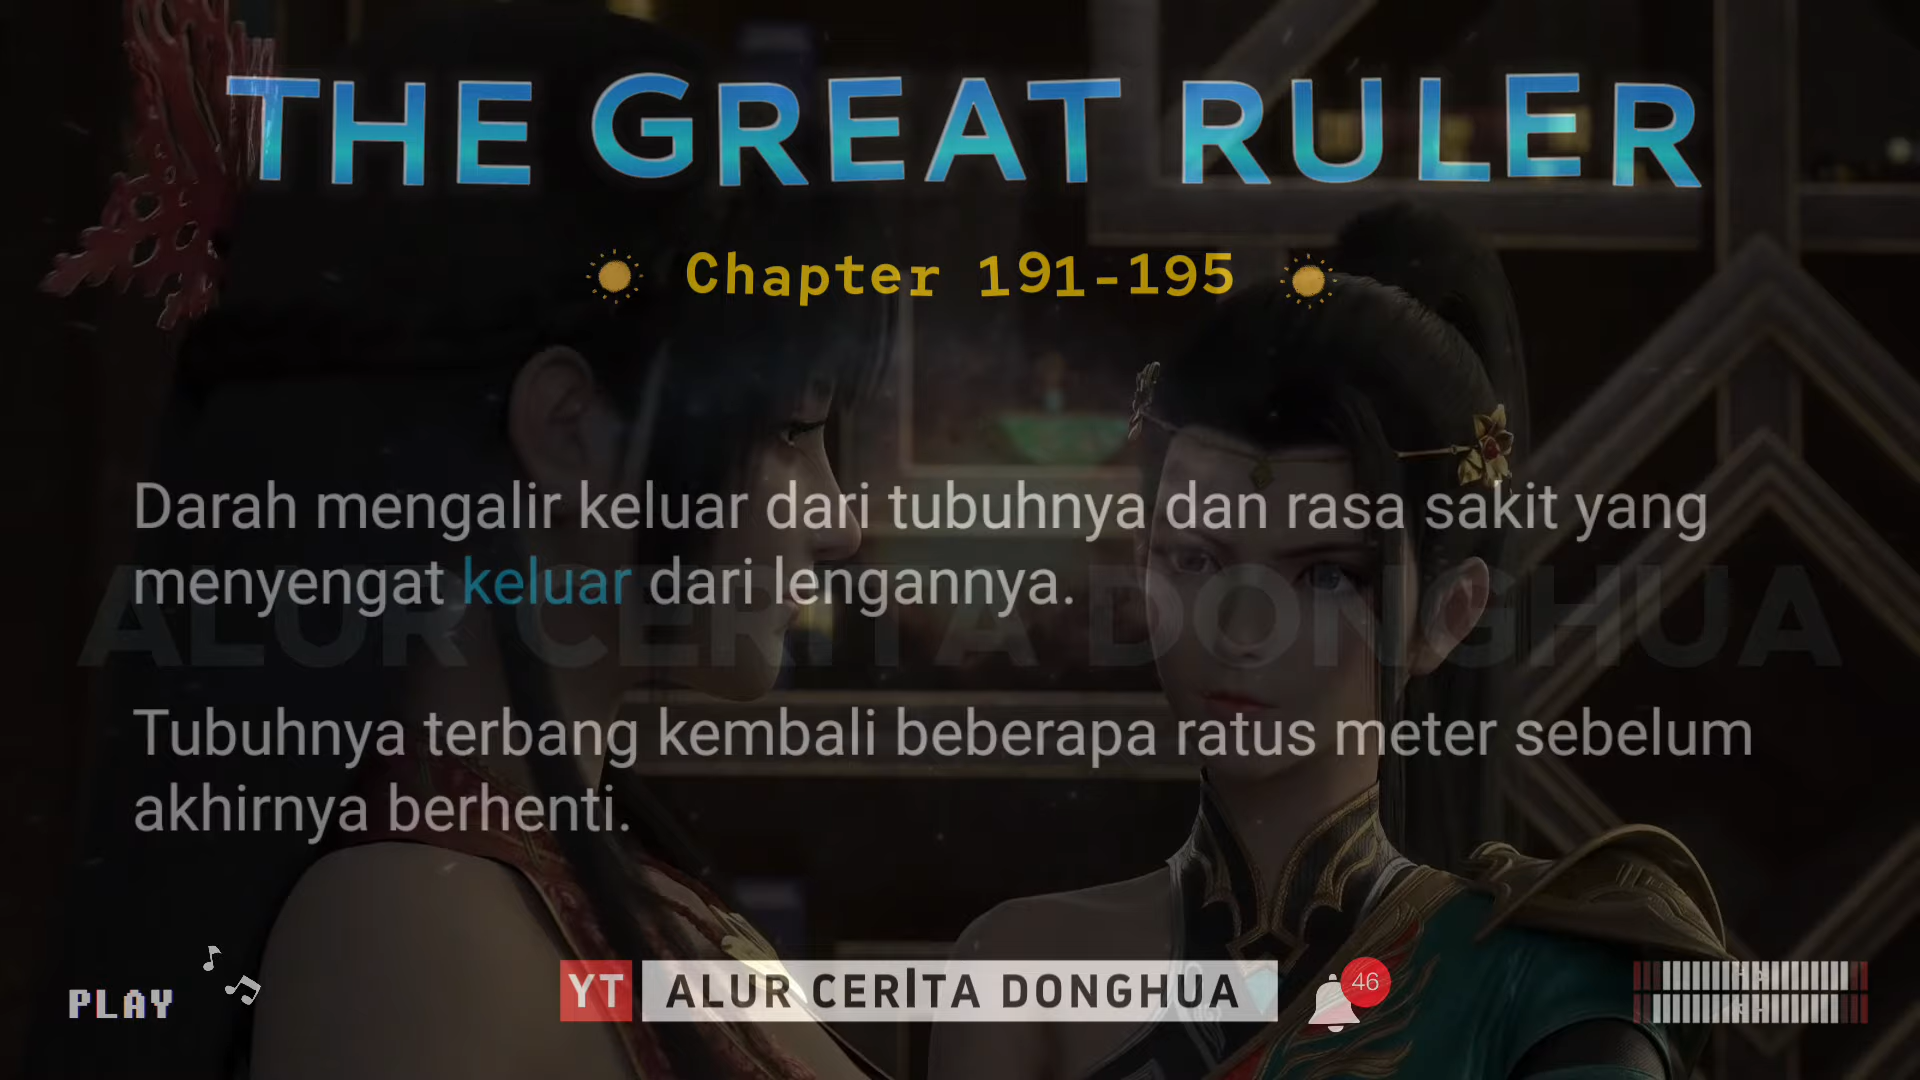 THE GREAT RULER
Chapter 191-195
Darah mengalir keluar dari tubuhnya dan rasa sakit yang
menyengat keluar dari lengannya.
ALUR CERITA DONGHUA
Tubuhnya terbang kembali beberapa ratus meter sebelum
akhirnya berhenti.
PLAY
YT ALUR CERITA DONGHUA
46